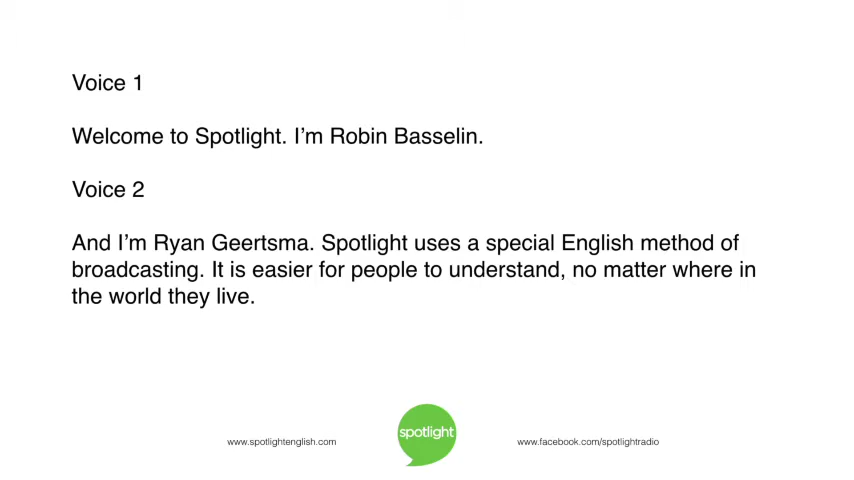 Voice 1
Welcome to Spotlight. I’m Robin Basselin.
Voice 2
And I’m Ryan Geertsma. Spotlight uses a special English method of
broadcasting. It is easier for people to understand, no matter where in
the world they live.
www.spotlightenglish.com
spotlight
www.facebook.com/spotlightradio